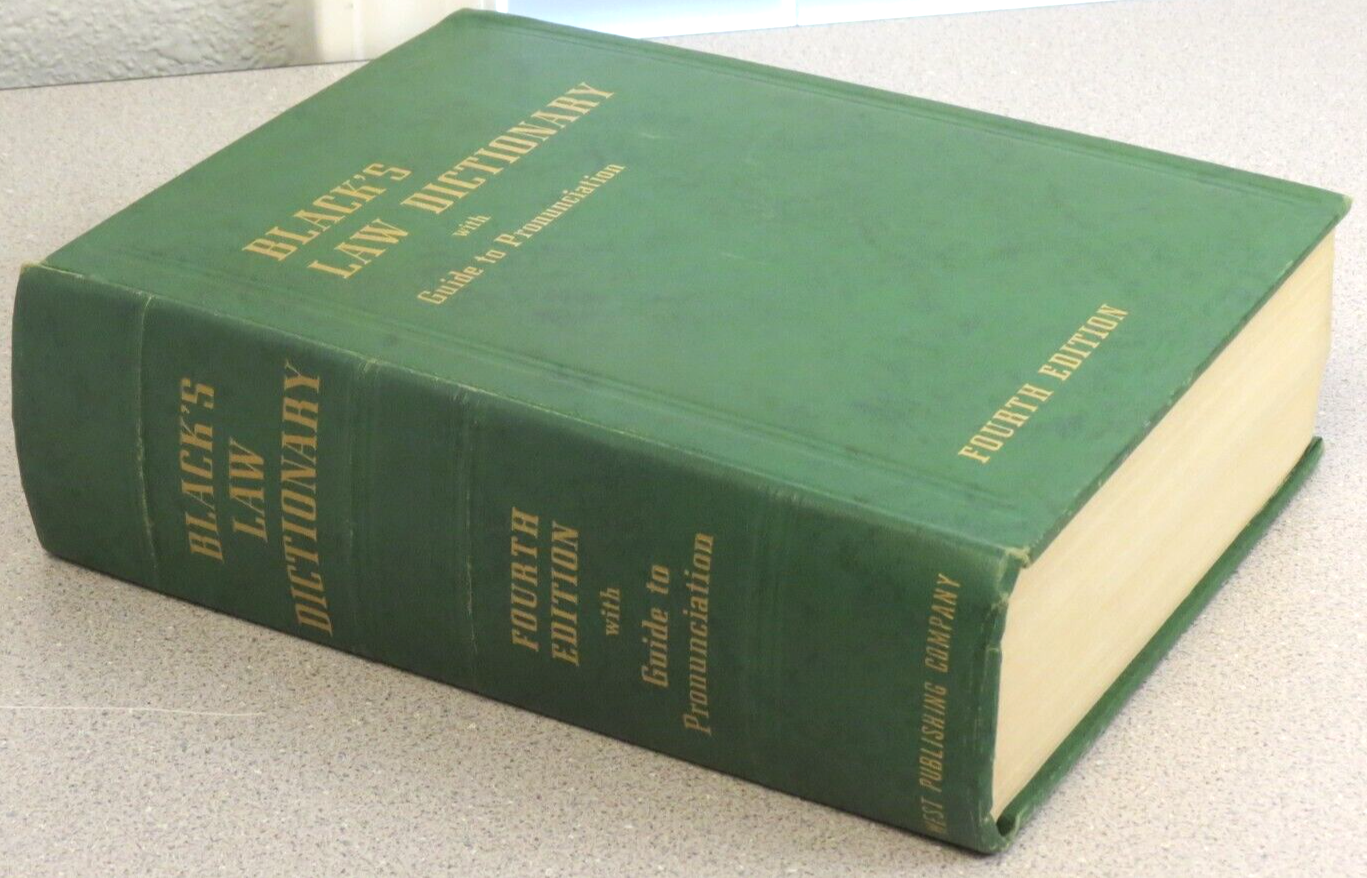 BLACK'S
LAW DICTIONARY
with
Guide to Pronunciation
FOURTH EDITION
BLACK'S
LAW
DICTIONARY
FOURTH
EDITION
with
Guide to
Pronunciation
WEST PUBLISHING COMPANY